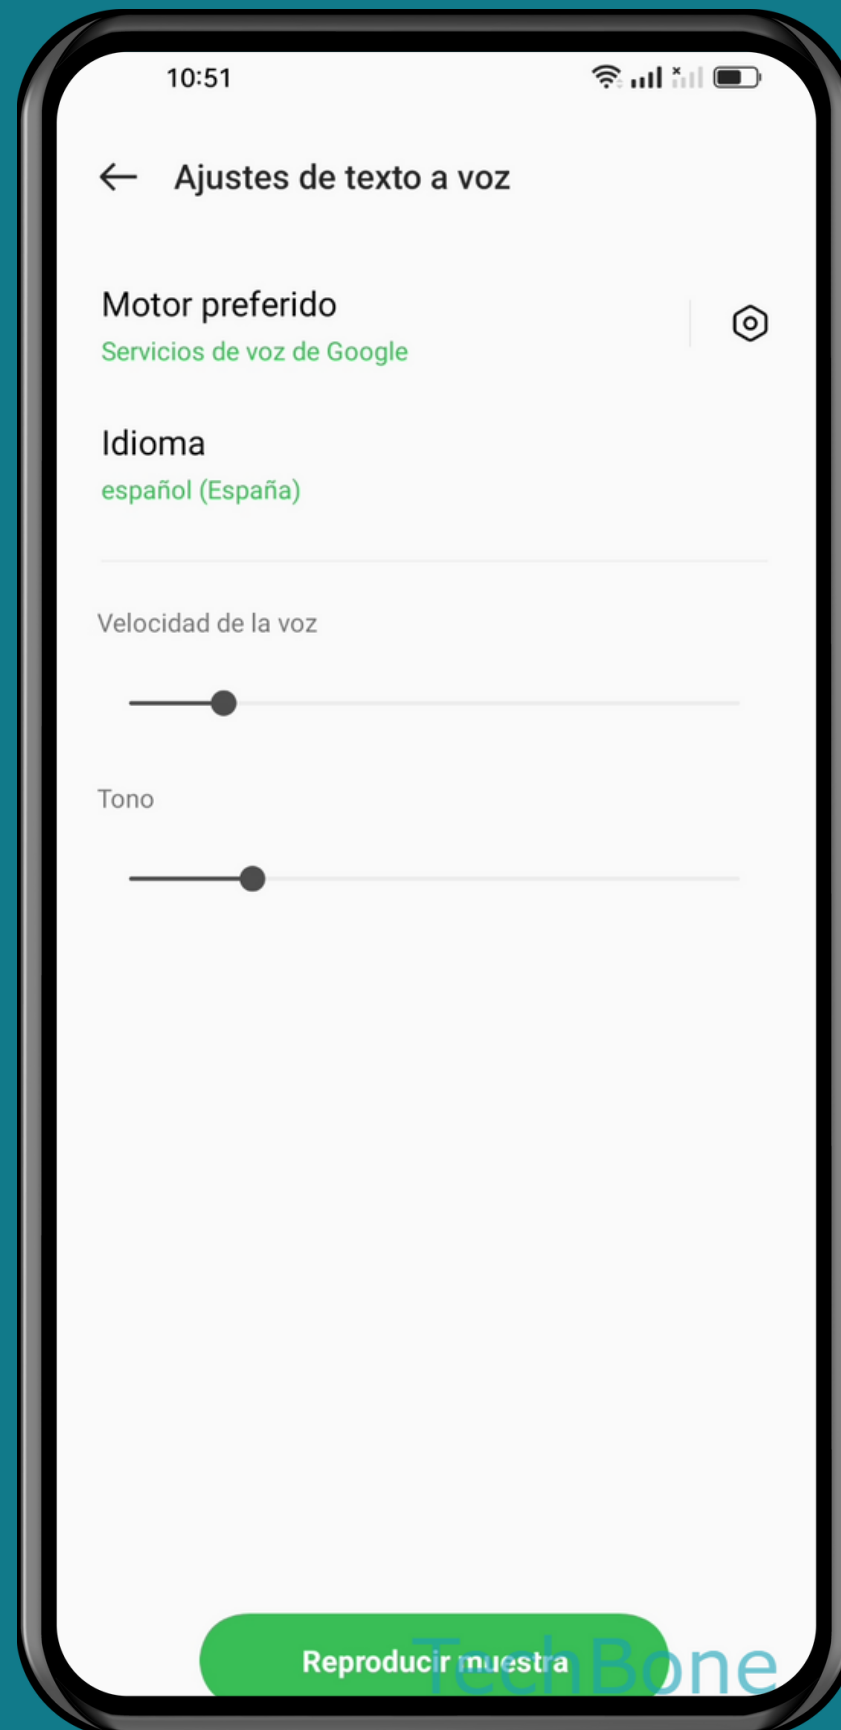 10:51
Ajustes de texto a voz
Motor preferido
Servicios de voz de Google
Idioma
español (España)
Velocidad de la voz
Tono
Reproducir muestra
TechBone